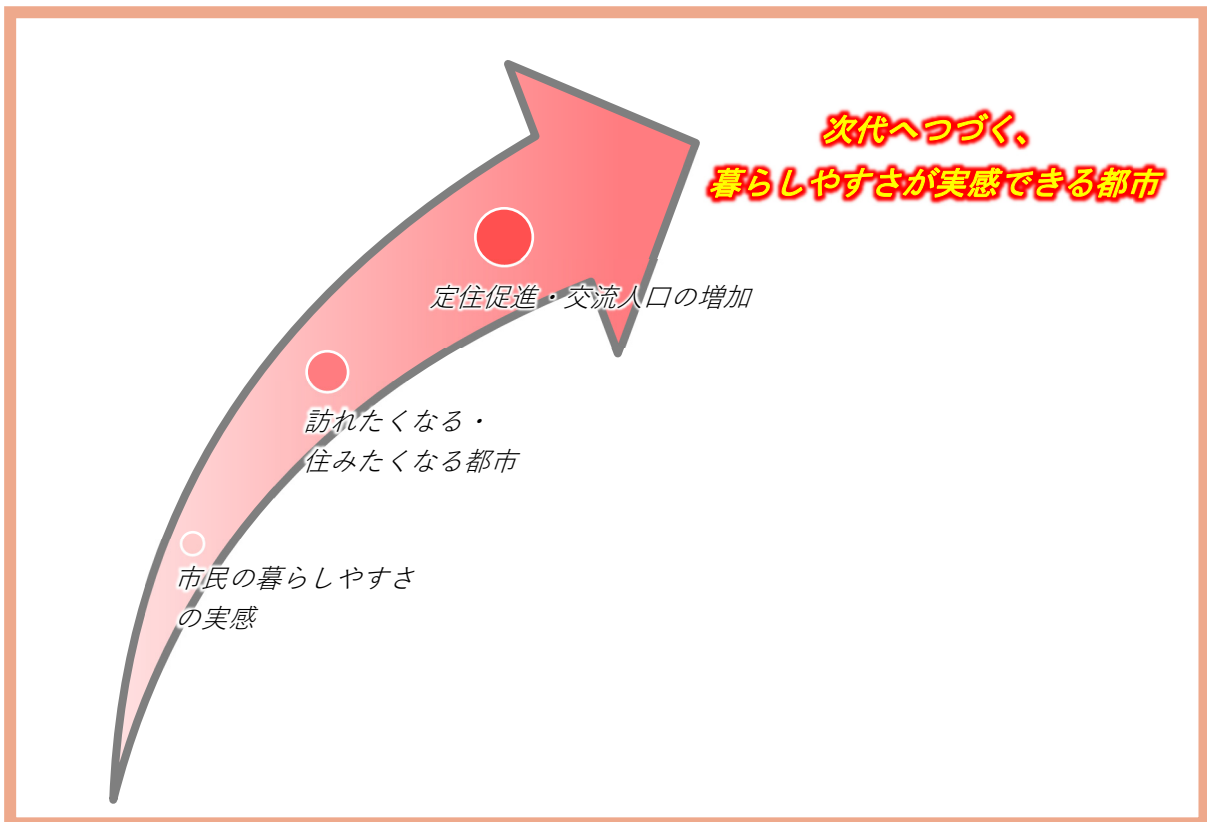 次代へつづく、
暮らしやすさが実感できる都市
定住促進・交流人口の増加
訪れたくなる・
住みたくなる都市
市民の暮らしやすさ
の実感